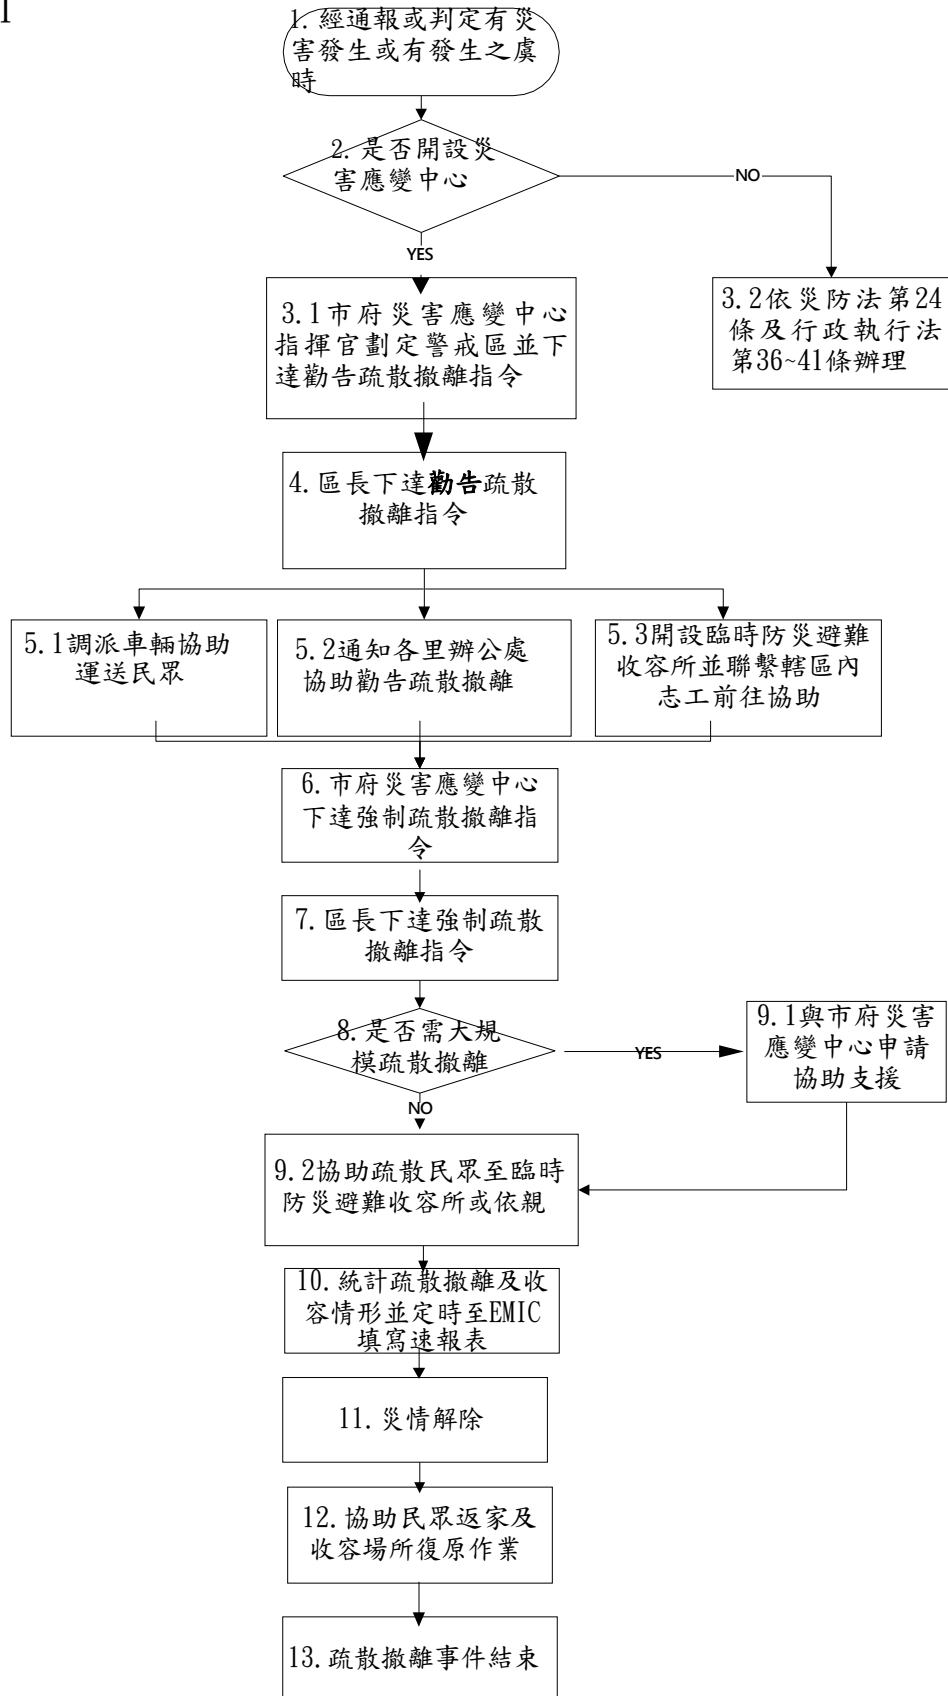 1.經通報或判定有災
害發生或有發生之虞
時
2.是否開設災
害應變中心
NO
YES
3.1市府災害應變中心
指揮官劃定警戒區並下
達勸告疏散撤離指令
3.2依災防法第24
條及行政執行法
第36~41條辦理
4.區長下達勸告疏散
撤離指令
5.1調派車輛協助
運送民眾
5.2通知各里辦公處
協助勸告疏散撤離
5.3開設臨時防災避難
收容所並聯繫轄區內
志工前往協助
6.市府災害應變中心
下達強制疏散撤離指
令
7.區長下達強制疏散
撤離指令
8.是否需大規
模疏散撤離
YES
NO
9.1與市府災害
應變中心申請
協助支援
9.2協助疏散民眾至臨時
防災避難收容所或依親
10.統計疏散撤離及收
容情形並定時至EMIC
填寫速報表
11.災情解除
12.協助民眾返家及
收容場所復原作業
13.疏散撤離事件結束